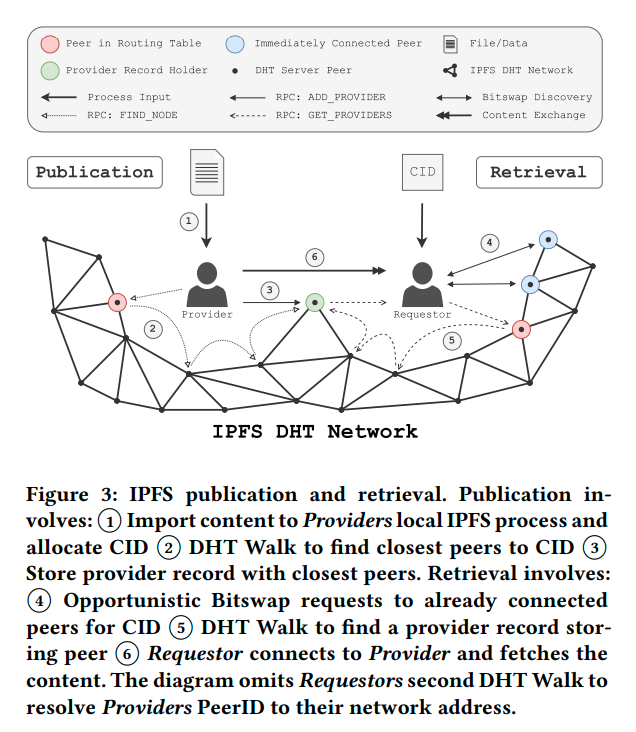 Peer in Routing Table
Immediately Connected Peer
File/Data
Provider Record Holder
DHT Server Peer
IPFS DHT Network
Process Input
RPC: ADD_PROVIDER
Bitswap Discovery
RPC: FIND_NODE
RPC: GET_PROVIDERS
Content Exchange
Publication
CID
Retrieval
1
6
4
3
Provider
Requestor
2
5
IPFS DHT Network
Figure 3: IPFS publication and retrieval. Publication in-
volves: ① Import content to Providers local IPFS process and
allocate CID ② DHT Walk to find closest peers to CID ③
Store provider record with closest peers. Retrieval involves:
④ Opportunistic Bitswap requests to already connected
peers for CID ⑤ DHT Walk to find a provider record stor-
ing peer ⑥ Requestor connects to Provider and fetches the
content. The diagram omits Requestors second DHT Walk to
resolve Providers PeerID to their network address.